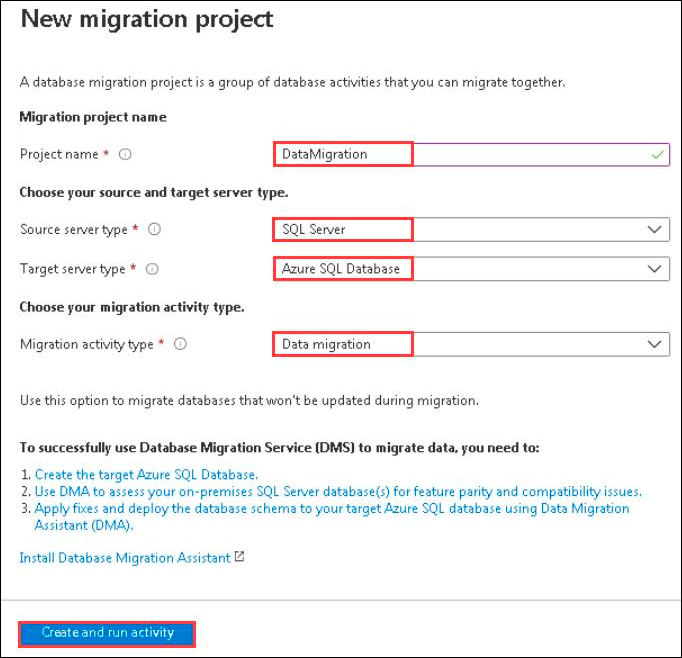 New migration project
A database migration project is a group of database activities that you can migrate together.
Migration project name
Project name * DataMigration
Choose your source and target server type.
Source server type * SQL Server
Target server type * Azure SQL Database
Choose your migration activity type.
Migration activity type * Data migration
Use this option to migrate databases that won't be updated during migration.
To successfully use Database Migration Service (DMS) to migrate data, you need to:
1. Create the target Azure SQL Database.
2. Use DMA to assess your on-premises SQL Server database(s) for feature parity and compatibility issues.
3. Apply fixes and deploy the database schema to your target Azure SQL database using Data Migration
Assistant (DMA).
Install Database Migration Assistant
Create and run activity